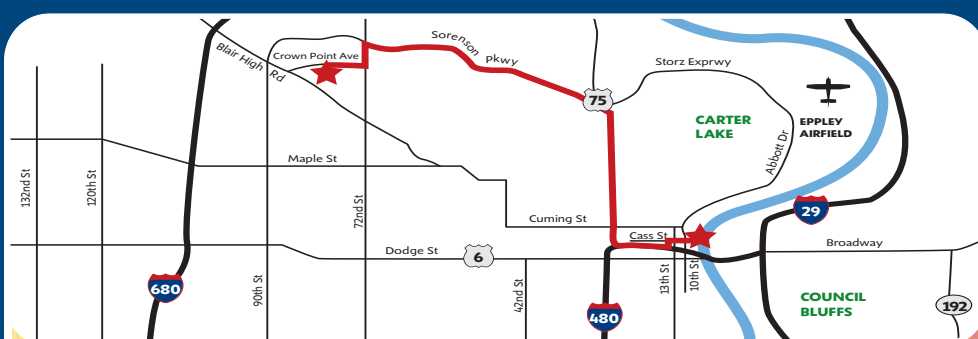 Blair High Rd
Crown Point Ave
Sorenson Pkwy
75
Storz Exprwy
CARTER
LAKE
EPPLEY
AIRFIELD
Abbott Dr
132nd St
120th St
Maple St
72nd St
Cuming St
29
Cass St
Broadway
Dodge St
6
90th St
42nd St
13th St
10th St
680
480
COUNCIL
BLUFFS
192